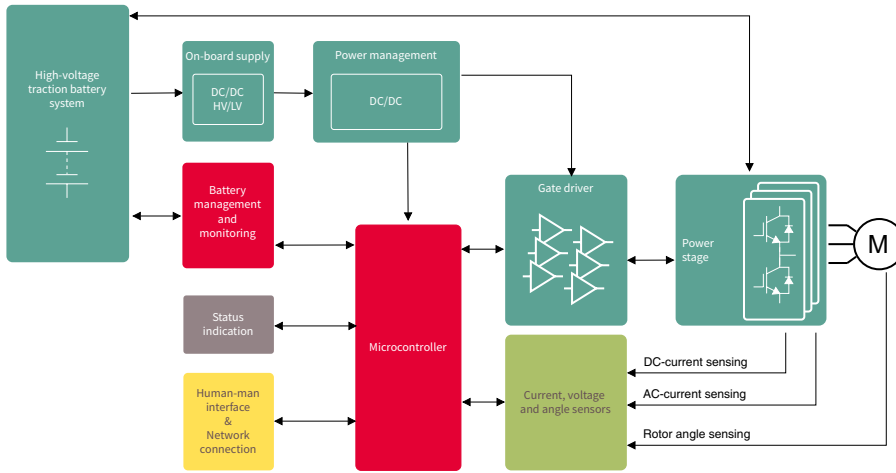 High-voltage
traction battery
system
On-board supply
DC/DC
HV/LV
Power management
DC/DC
Battery
management
and
monitoring
Gate driver
Power
stage
M
Status
indication
Microcontroller
Human-man
interface
&
Network
connection
Current, voltage
and angle sensors
DC-current sensing
AC-current sensing
Rotor angle sensing